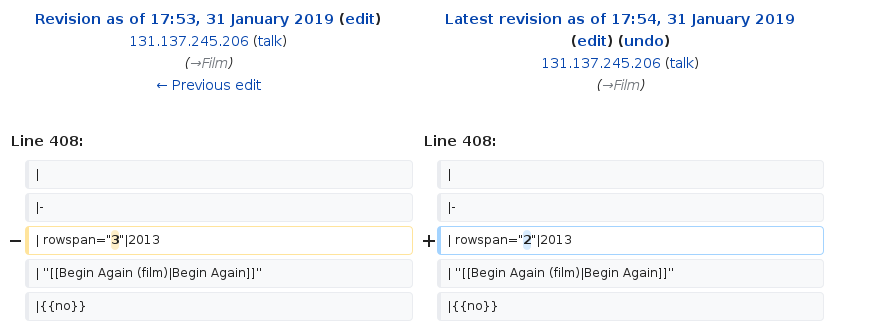 Revision as of 17:53, 31 January 2019 (edit)
131.137.245.206 (talk)
(→Film)
← Previous edit
Latest revision as of 17:54, 31 January 2019
(edit) (undo)
131.137.245.206 (talk)
(→Film)
Line 408:
Line 408:
|
|
|-
|-
− | rowspan="3"|2013
+ | rowspan="2"|2013
| ''[[Begin Again (film)|Begin Again]]''
| ''[[Begin Again (film)|Begin Again]]''
|{{no}}
|{{no}}